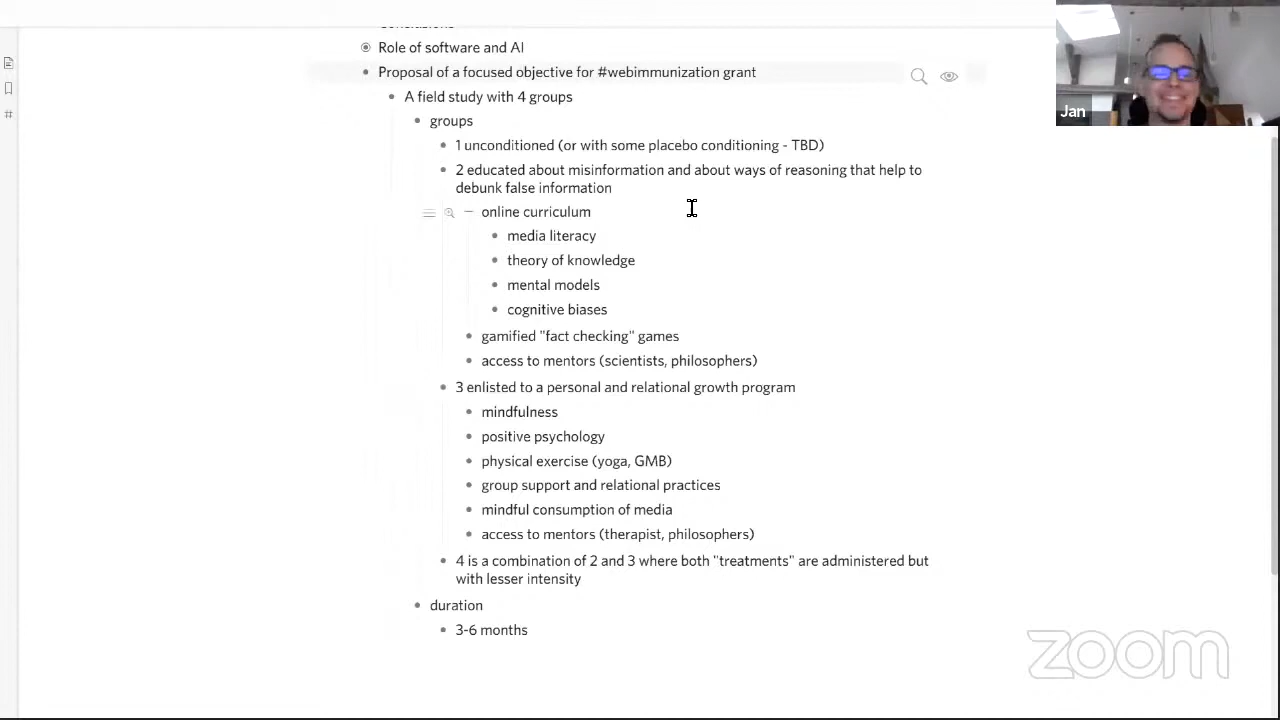 Role of software and AI
Proposal of a focused objective for #webimmunization grant
A field study with 4 groups
groups
1 unconditioned (or with some placebo conditioning - TBD)
2 educated about misinformation and about ways of reasoning that help to
debunk false information
online curriculum
media literacy
theory of knowledge
mental models
cognitive biases
gamified "fact checking" games
access to mentors (scientists, philosophers)
3 enlisted to a personal and relational growth program
mindfulness
positive psychology
physical exercise (yoga, GMB)
group support and relational practices
mindful consumption of media
access to mentors (therapist, philosophers)
4 is a combination of 2 and 3 where both "treatments" are administered but
with lesser intensity
duration
3-6 months
Jan
zoom